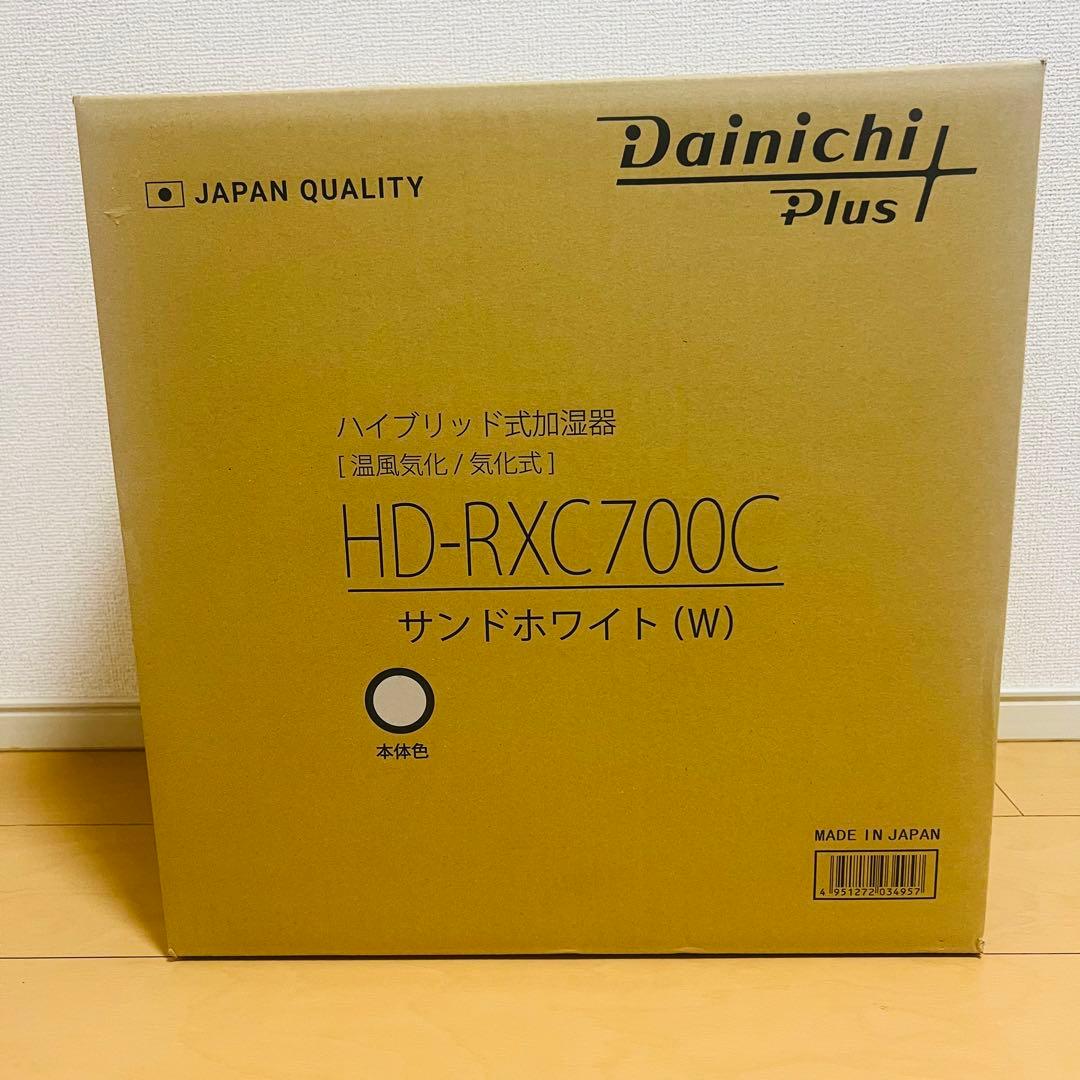 JAPAN QUALITY
Dainichi
Plus
ハイブリッド式加湿器
[ 温風気化 / 気化式 ]
HD-RXC700C
サンドホワイト (W)
本体色
MADE IN JAPAN
4 951272 034957